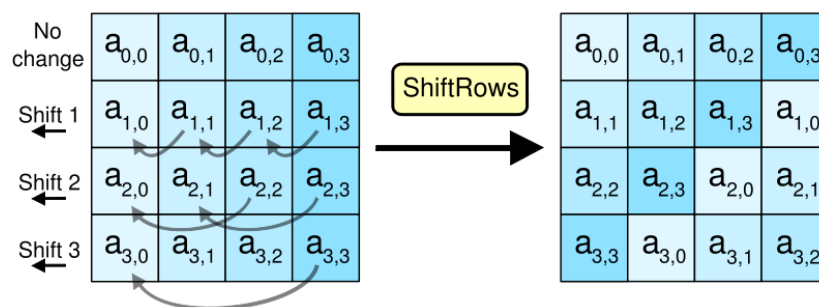 No change a0,0 a0,1 a0,2 a0,3 a0,0 a0,1 a0,2 a0,3
ShiftRows
Shift 1 a1,0 a1,1 a1,2 a1,3 a1,1 a1,2 a1,3 a1,0
Shift 2 a2,0 a2,1 a2,2 a2,3 a2,2 a2,3 a2,0 a2,1
Shift 3 a3,0 a3,1 a3,2 a3,3 a3,3 a3,0 a3,1 a3,2